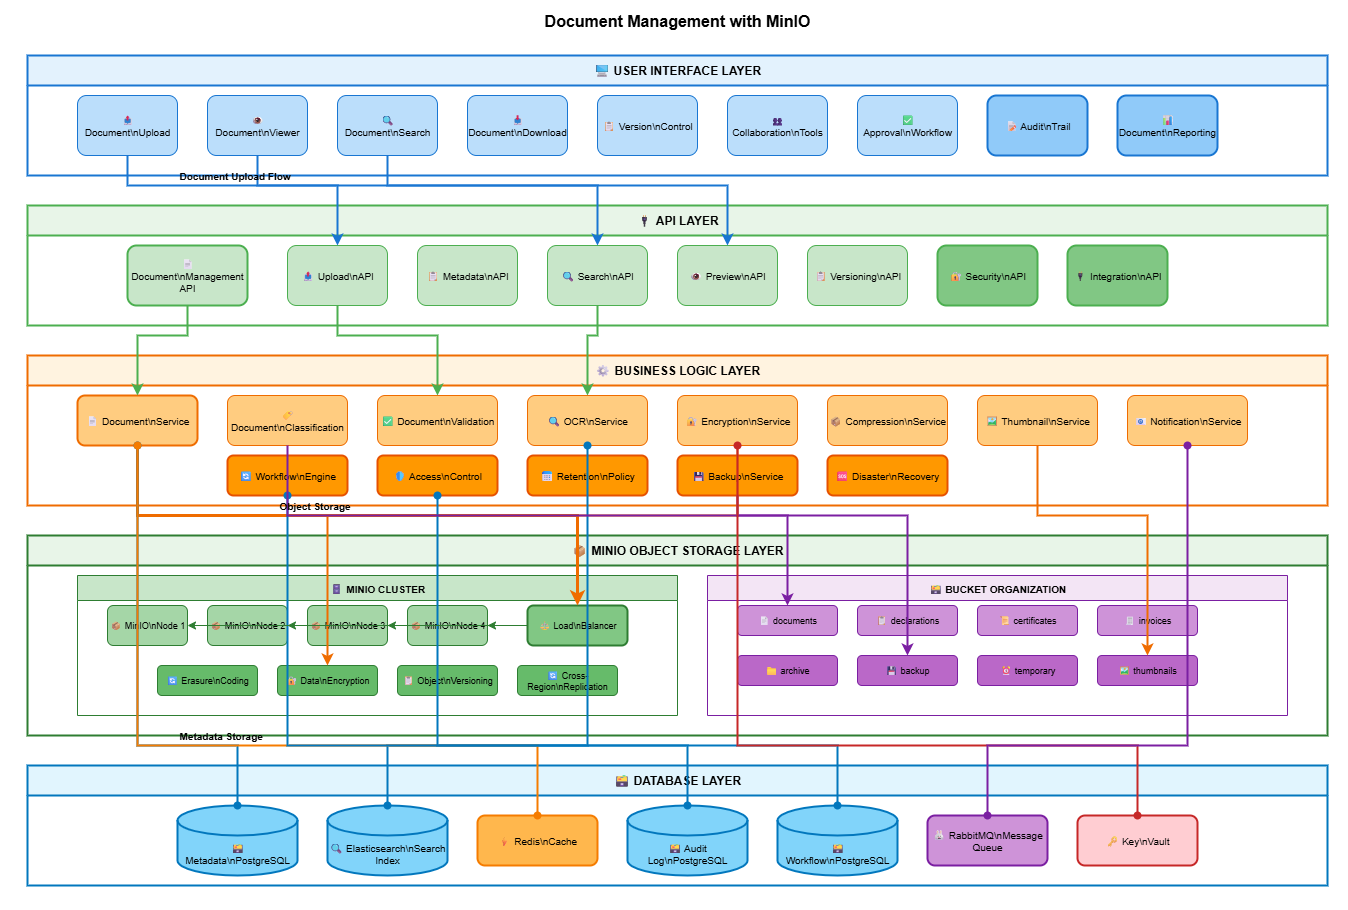 Document Management with MinIO
USER INTERFACE LAYER
Document\nUpload
Document\nViewer
Document\nSearch
Document\nDownload
Version\nControl
Collaboration\nTools
Approval\nWorkflow
Audit\nTrail
Document\nReporting
Document Upload Flow
API LAYER
Document\nManagement
API
Upload\nAPI
Metadata\nAPI
Search\nAPI
Preview\nAPI
Versioning\nAPI
Security\nAPI
Integration\nAPI
BUSINESS LOGIC LAYER
Document\nService
Document\nClassification
Document\nValidation
OCR\nService
Encryption\nService
Compression\nService
Thumbnail\nService
Notification\nService
Workflow\nEngine
Access\nControl
Retention\nPolicy
Backup\nService
Disaster\nRecovery
Object Storage
MINIO OBJECT STORAGE LAYER
MINIO CLUSTER
MinIO\nNode 1
MinIO\nNode 2
MinIO\nNode 3
MinIO\nNode 4
Load\nBalancer
Erasure\nCoding
Data\nEncryption
Object\nVersioning
Cross-
Region\nReplication
BUCKET ORGANIZATION
documents
declarations
certificates
invoices
archive
backup
temporary
thumbnails
Metadata Storage
DATABASE LAYER
Metadata\nPostgreSQL
Elasticsearch\nSearch
Index
Redis\nCache
Audit
Log\nPostgreSQL
Workflow\nPostgreSQL
RabbitMQ\nMessage
Queue
Key\nVault